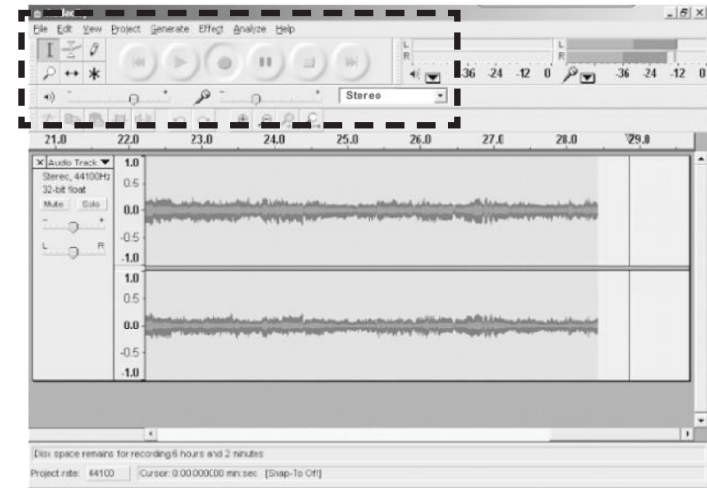 File Edit View Project Generate Effect Analyze Help
L
R
L
R
-36 -24 -12 0
-36 -24 -12 0
Stereo
21.0 22.0 23.0 24.0 25.0 26.0 27.0 28.0 29.0
X Audio Track
Stereo, 44100Hz
32-bit float
Mute Solo
- +
L R
1.0
0.5
0.0
-0.5
-1.0
1.0
0.5
0.0
-0.5
-1.0
Disk space remains for recording 6 hours and 2 minutes
Project rate: 44100 Cursor: 0:00.000000 min:sec [Snap-To Off]